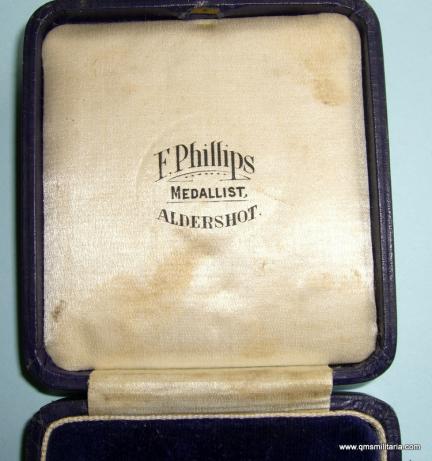 F. Phillips
MEDALLIST,
ALDERSHOT.
www.qmsmilitaria.com